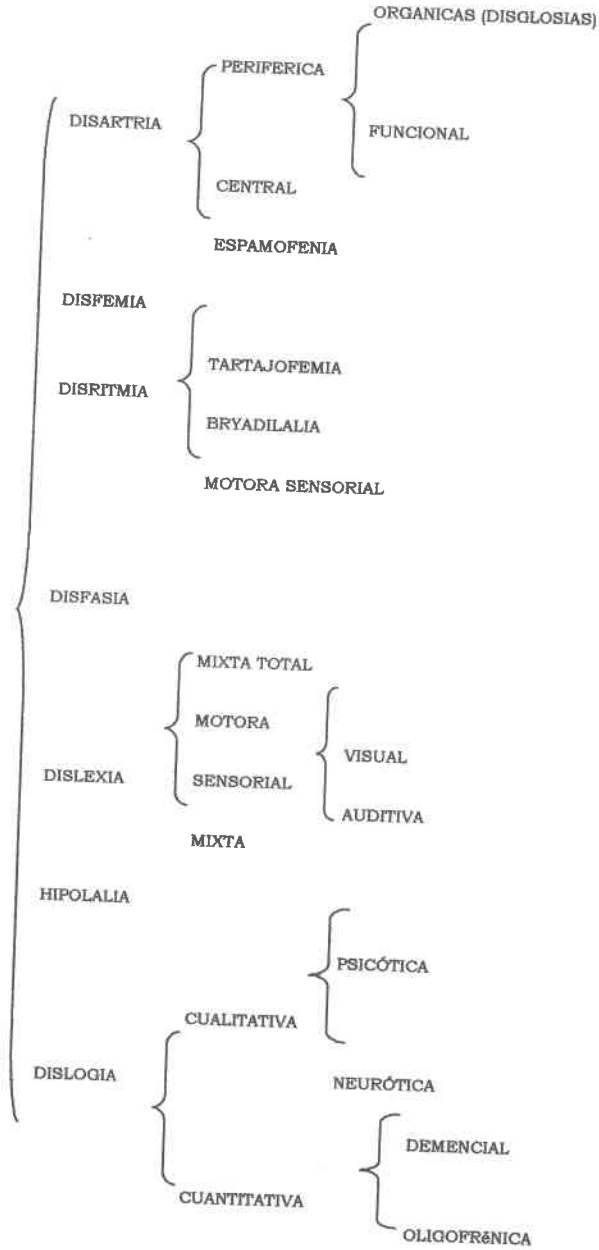 ORGANICAS (DISGLOSIAS)
PERIFERICA
DISARTRIA
FUNCIONAL
CENTRAL
ESPAMOFENIA
DISFEMIA
TARTAJOFEMIA
DISRITMIA
BRYADILALIA
MOTORA SENSORIAL
DISFASIA
MIXTA TOTAL
MOTORA
VISUAL
DISLEXIA
SENSORIAL
AUDITIVA
MIXTA
HIPOLALIA
PSICÓTICA
CUALITATIVA
DISLOGIA
NEURÓTICA
DEMENCIAL
CUANTITATIVA
OLIGOFRéNICA